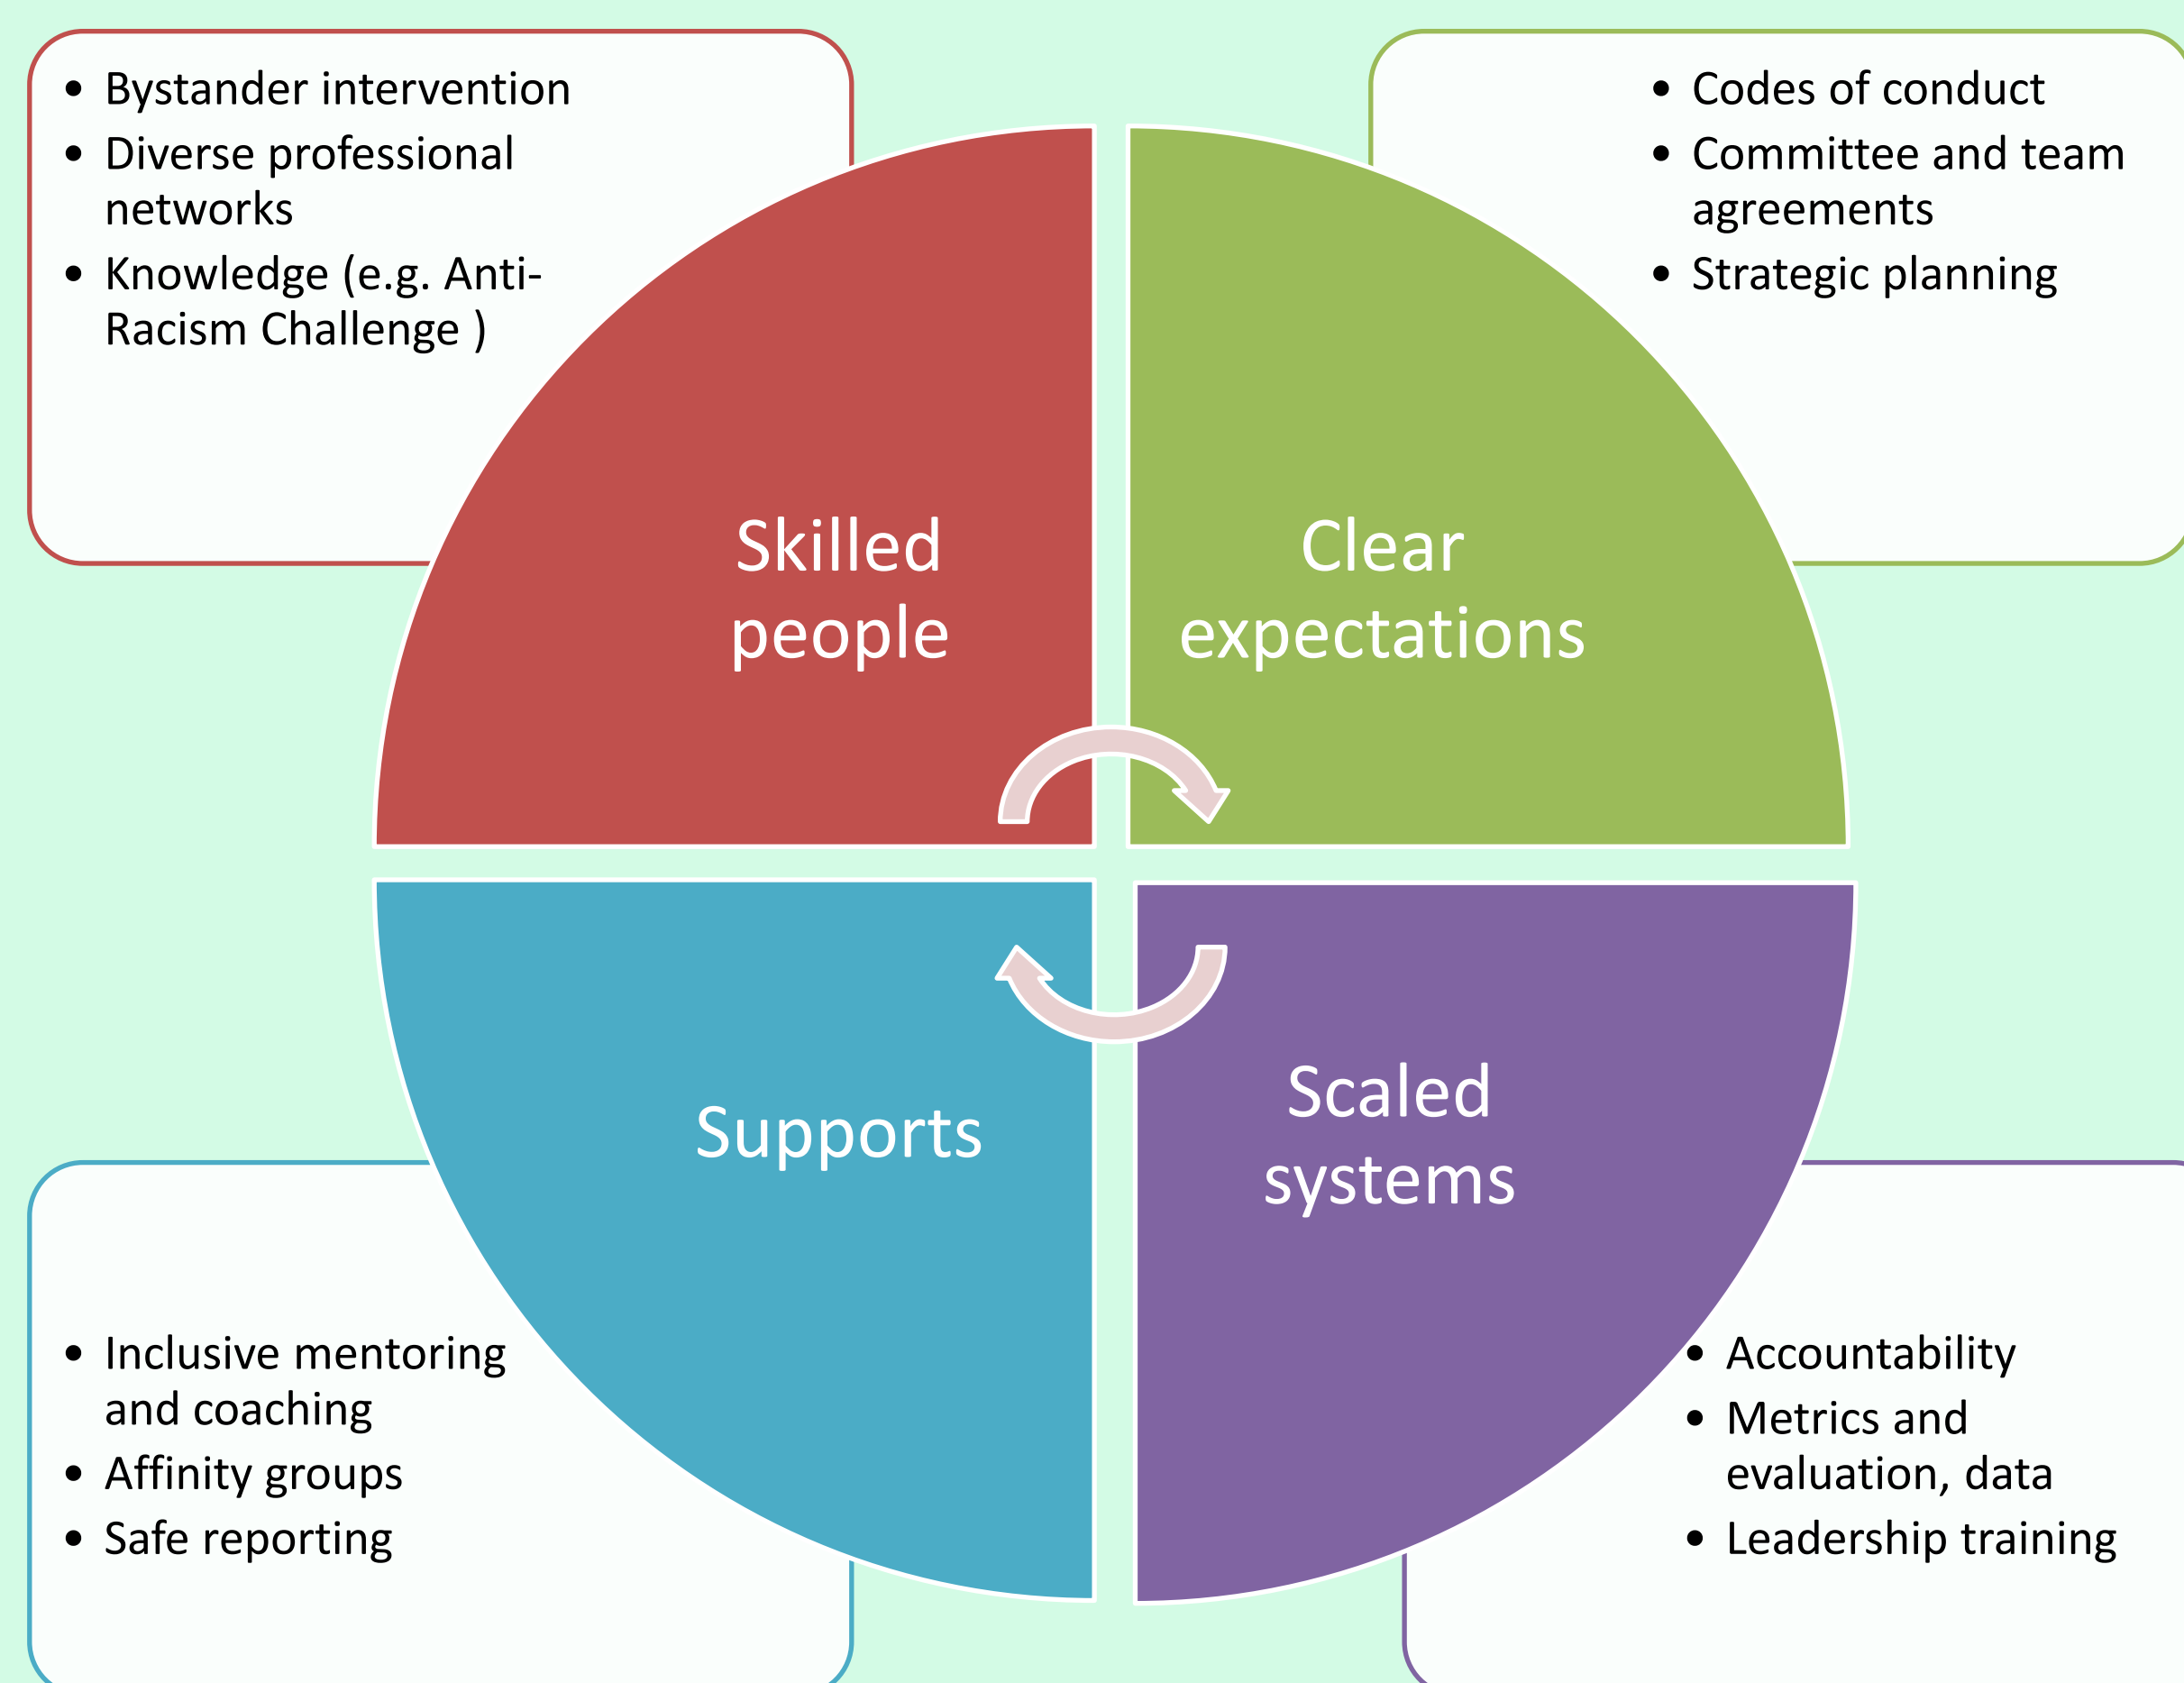 • Bystander intervention
• Diverse professional
networks
• Knowledge (e.g. Anti-
Racism Challenge )
• Codes of conduct
• Committee and team
agreements
• Strategic planning
Skilled
people
Clear
expectations
Supports
Scaled
systems
• Inclusive mentoring
and coaching
• Affinity groups
• Safe reporting
• Accountability
• Metrics and
evaluation, data
• Leadership training